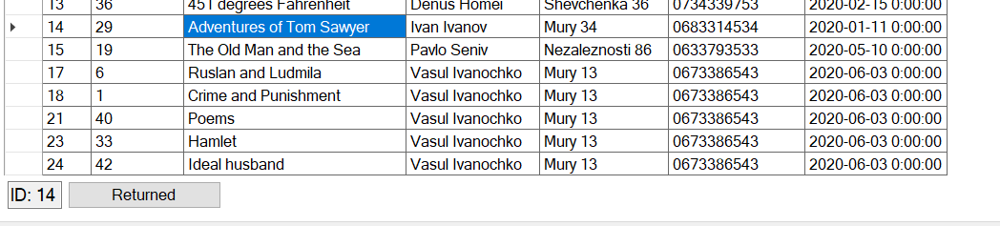 13 36 451 degrees Fahrenheit Denus Homei Shevchenka 36 0734339753 2020-02-15 0:00:00
14 29 Adventures of Tom Sawyer Ivan Ivanov Mury 34 0683314534 2020-01-11 0:00:00
15 19 The Old Man and the Sea Pavlo Seniv Nezaleznosti 86 0633793533 2020-05-10 0:00:00
17 6 Ruslan and Ludmila Vasul Ivanochko Mury 13 0673386543 2020-06-03 0:00:00
18 1 Crime and Punishment Vasul Ivanochko Mury 13 0673386543 2020-06-03 0:00:00
21 40 Poems Vasul Ivanochko Mury 13 0673386543 2020-06-03 0:00:00
23 33 Hamlet Vasul Ivanochko Mury 13 0673386543 2020-06-03 0:00:00
24 42 Ideal husband Vasul Ivanochko Mury 13 0673386543 2020-06-03 0:00:00
ID: 14 Returned